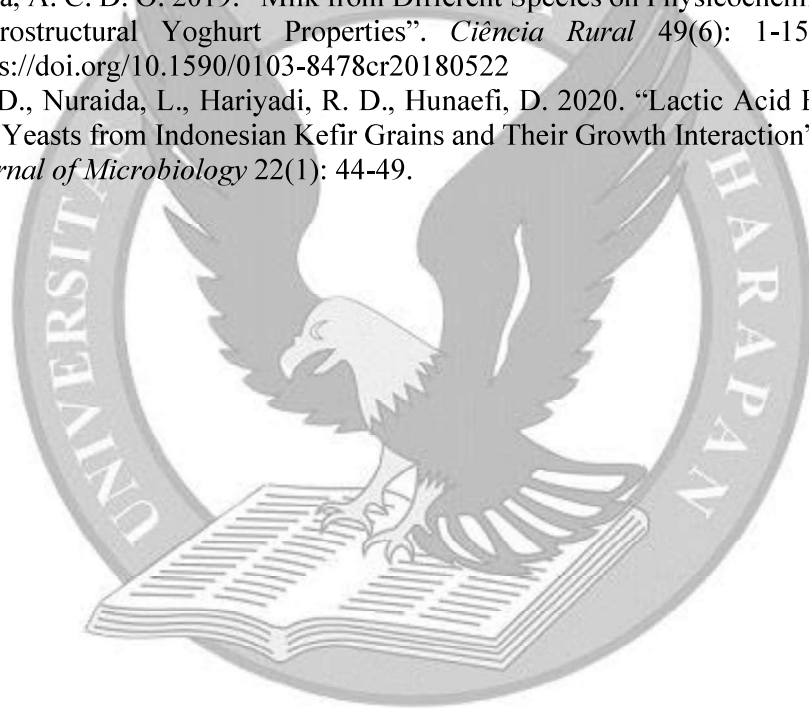 a, A. C. D. O. 2019. "Milk from Different Species on Physicochem
rostructural Yoghurt Properties". Ciência Rural 49(6): 1-15
s://doi.org/10.1590/0103-8478cr20180522
D., Nuraida, L., Hariyadi, R. D., Hunaefi, D. 2020. "Lactic Acid
Yeasts from Indonesian Kefir Grains and Their Growth Interaction"
rnal of Microbiology 22(1): 44-49.
UNIVERSITA
HARAPAN